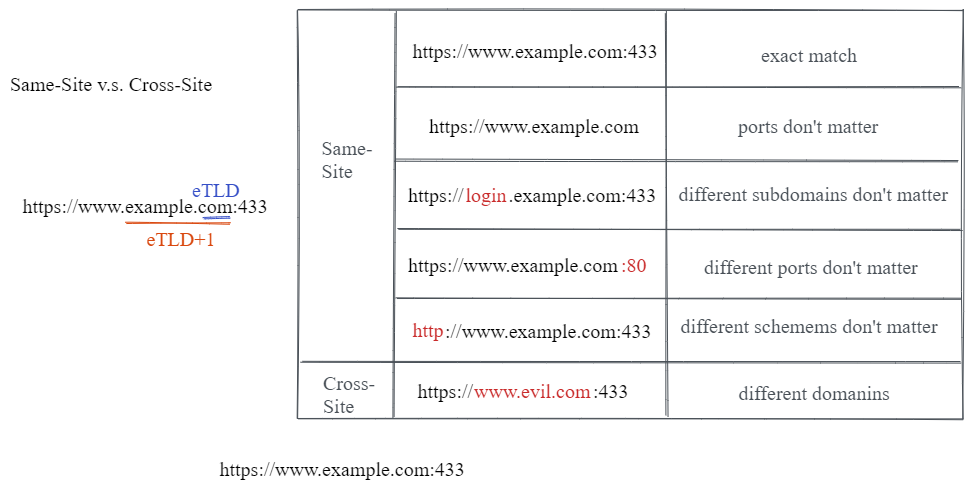 Same-Site v.s. Cross-Site
eTLD
https://www.example.com:433
eTLD+1
Same-
Site
https://www.example.com:433
exact match
https://www.example.com
ports don't matter
https://login.example.com:433
different subdomains don't matter
https://www.example.com:80
different ports don't matter
http://www.example.com:433
different schemems don't matter
Cross-
Site
https://www.evil.com:433
different domanins
https://www.example.com:433